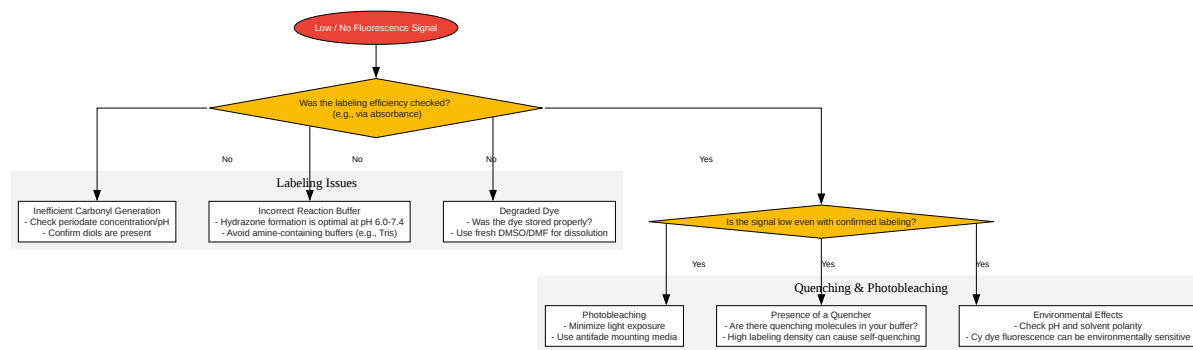 Low / No Fluorescence Signal
Was the labeling efficiency checked?
(e.g., via absorbance)
No
No
No
Yes
Labeling Issues
Inefficient Carbonyl Generation
- Check Periodate concentration/pH
- Confirm diols are present
Incorrect Reaction Buffer
- Hydrazone formation is optimal at pH 6.0-7.4
- Avoid amine-containing buffers (e.g., Tris)
Degraded Dye
- Was the dye stored properly?
- Use fresh DMSO/DMF for dissolution
Is the signal low even with confirmed labeling?
Yes
Yes
Yes
Quenching & Photobleaching
Photobleaching
- Minimize light exposure
- Use antifade mounting media
Presence of a Quencher
- Are there quenching molecules in your buffer?
- High labeling density can cause self-quenching
Environmental Effects
- Check pH and solvent polarity
- Cy dye fluorescence can be environmentally sensitive